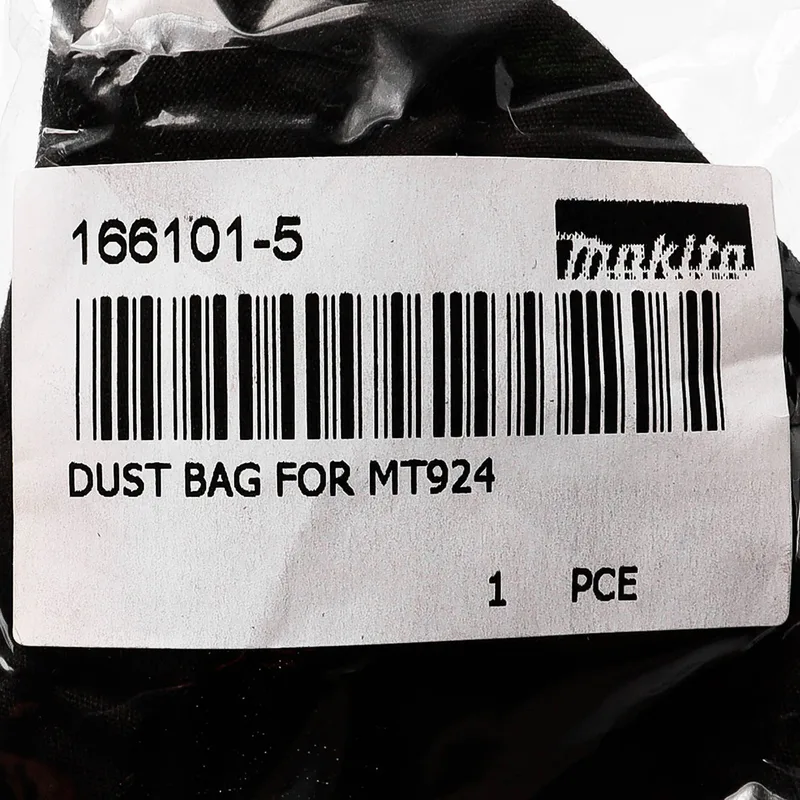 166101-5
makita
DUST BAG FOR MT924
1 PCE